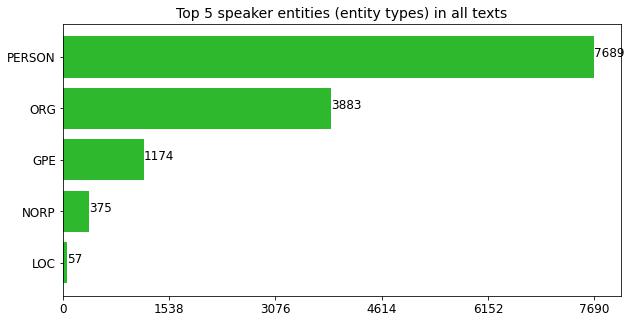 Top 5 speaker entities (entity types) in all texts
PERSON 7689
ORG 3883
GPE 1174
NORP 375
LOC 57
0 1538 3076 4614 6152 7690